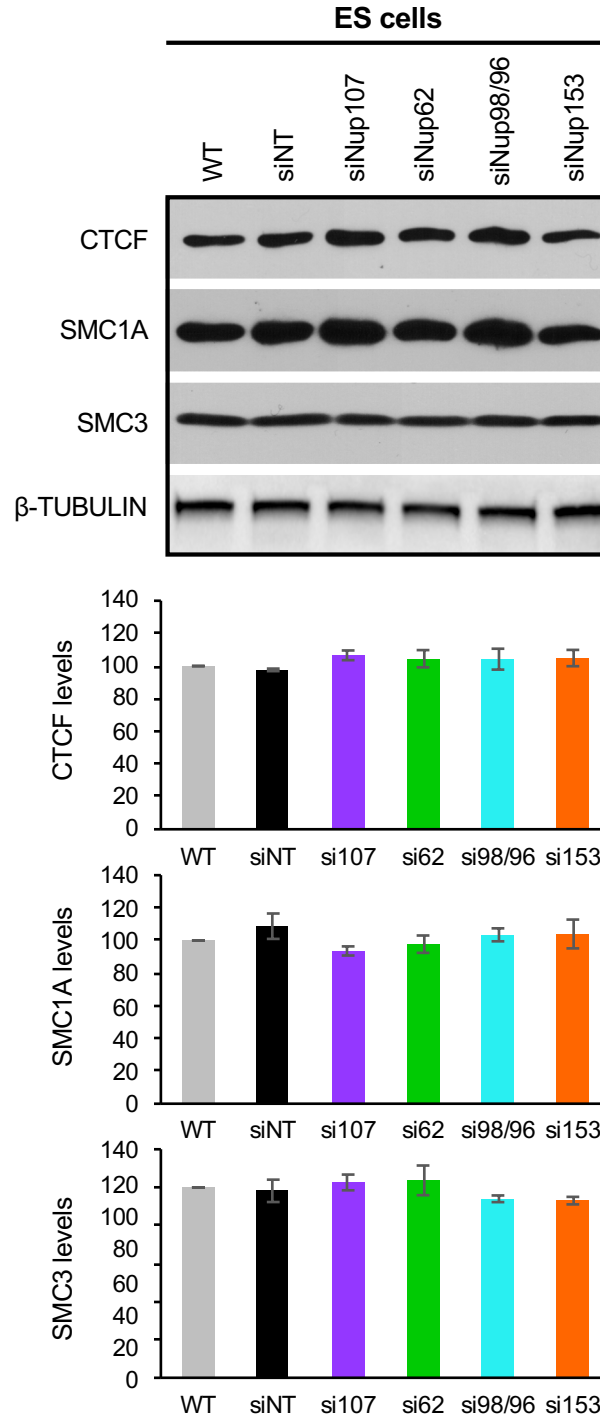 ES cells
WT siNT siNup107 siNup62 siNup98/96 siNup153
CTCF
SMC1A
SMC3
β-TUBULIN
CTCF levels
140
120
100
80
60
40
20
0
WT siNT si107 si62 si98/96 si153
SMC1A levels
140
120
100
80
60
40
20
0
WT siNT si107 si62 si98/96 si153
SMC3 levels
140
120
100
80
60
40
20
0
WT siNT si107 si62 si98/96 si153